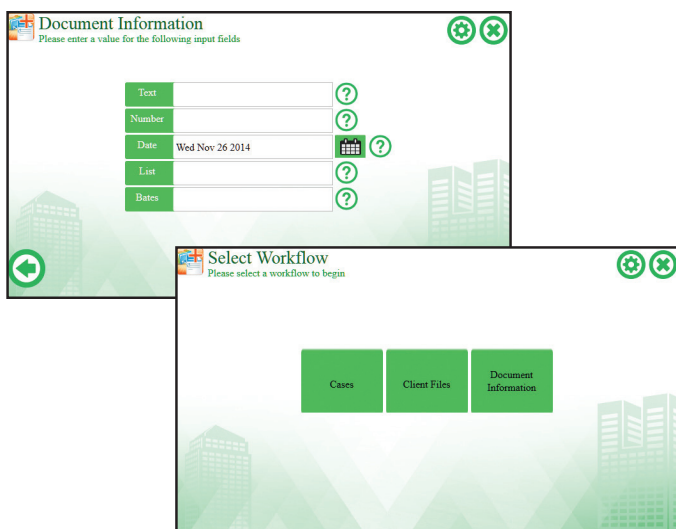 Document Information
Please enter a value for the following input fields
Text
Number
Date Wed Nov 26 2014
List
Bates
Select Workflow
Please select a workflow to begin
Cases
Client Files
Document
Information